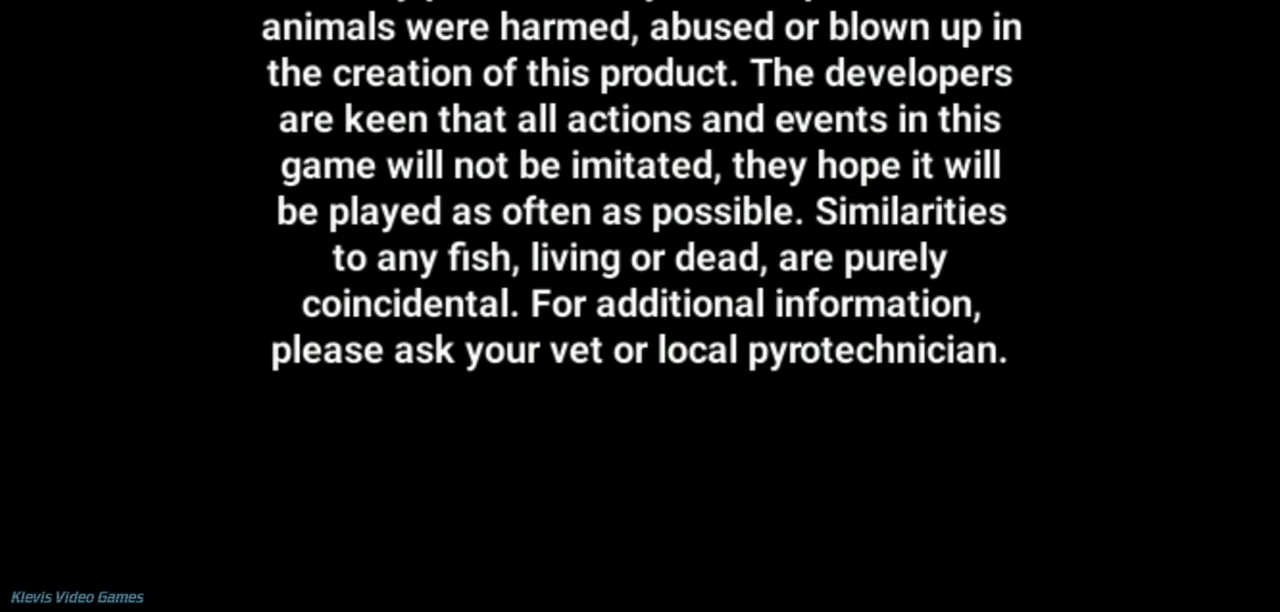 animals were harmed, abused or blown up in
the creation of this product. The developers
are keen that all actions and events in this
game will not be imitated, they hope it will
be played as often as possible. Similarities
to any fish, living or dead, are purely
coincidental. For additional information,
please ask your vet or local pyrotechnician.
Klevis Video Games